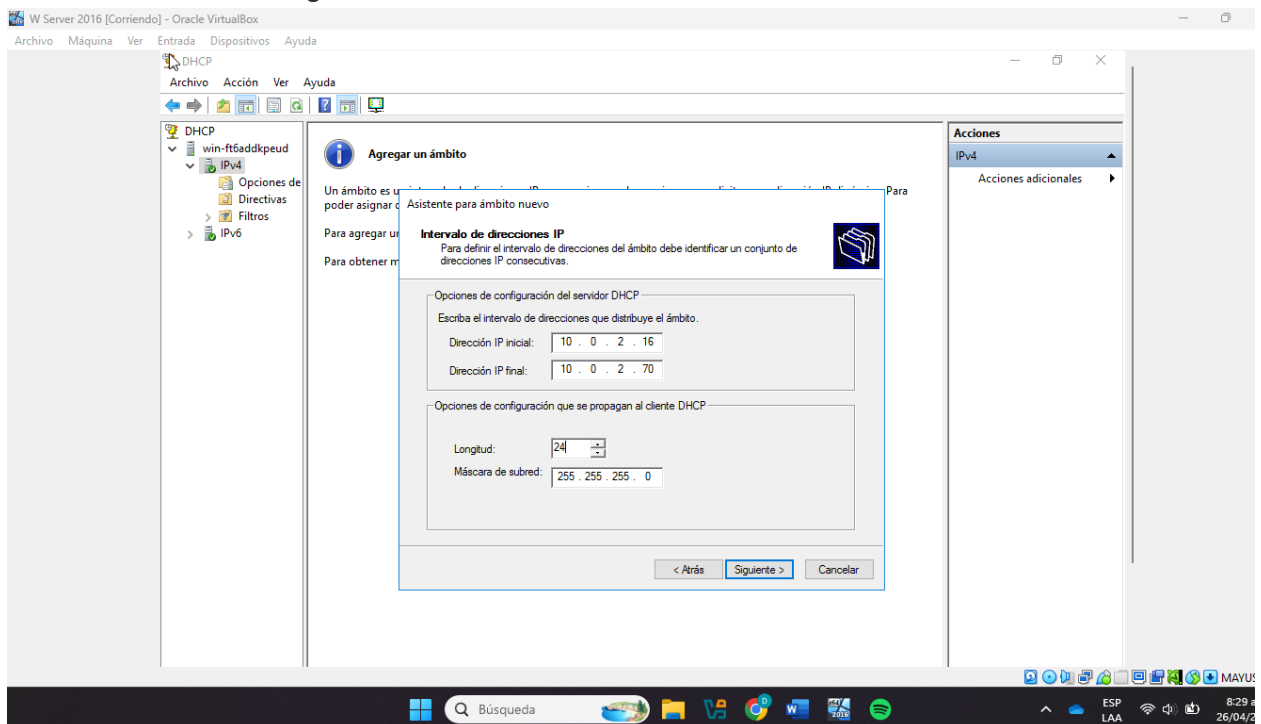 W Server 2016 [Corriendo] - Oracle VirtualBox
Archivo Máquina Ver Entrada Dispositivos Ayuda
DHCP
Archivo Acción Ver Ayuda
DHCP
win-ft6addkpeud
IPv4
Opciones de
Directivas
Filtros
IPv6
Agregar un ámbito
Un ámbito es u
Para
poder asignar
Para agregar un
Para obtener m
Asistente para ámbito nuevo
Intervalo de direcciones IP
Para definir el intervalo de direcciones del ámbito debe identificar un conjunto de
direcciones IP consecutivas.
Opciones de configuración del servidor DHCP
Escriba el intervalo de direcciones que distribuye el ámbito.
Dirección IP inicial: 10 . 0 . 2 . 16
Dirección IP final: 10 . 0 . 2 . 70
Opciones de configuración que se propagan al cliente DHCP
Longitud: 24
Máscara de subred: 255 . 255 . 255 . 0
< Atrás Siguiente > Cancelar
Acciones
IPv4
Acciones adicionales
MAYUS
Búsqueda
2016
ESP
LAA
8:29 a
26/04/2